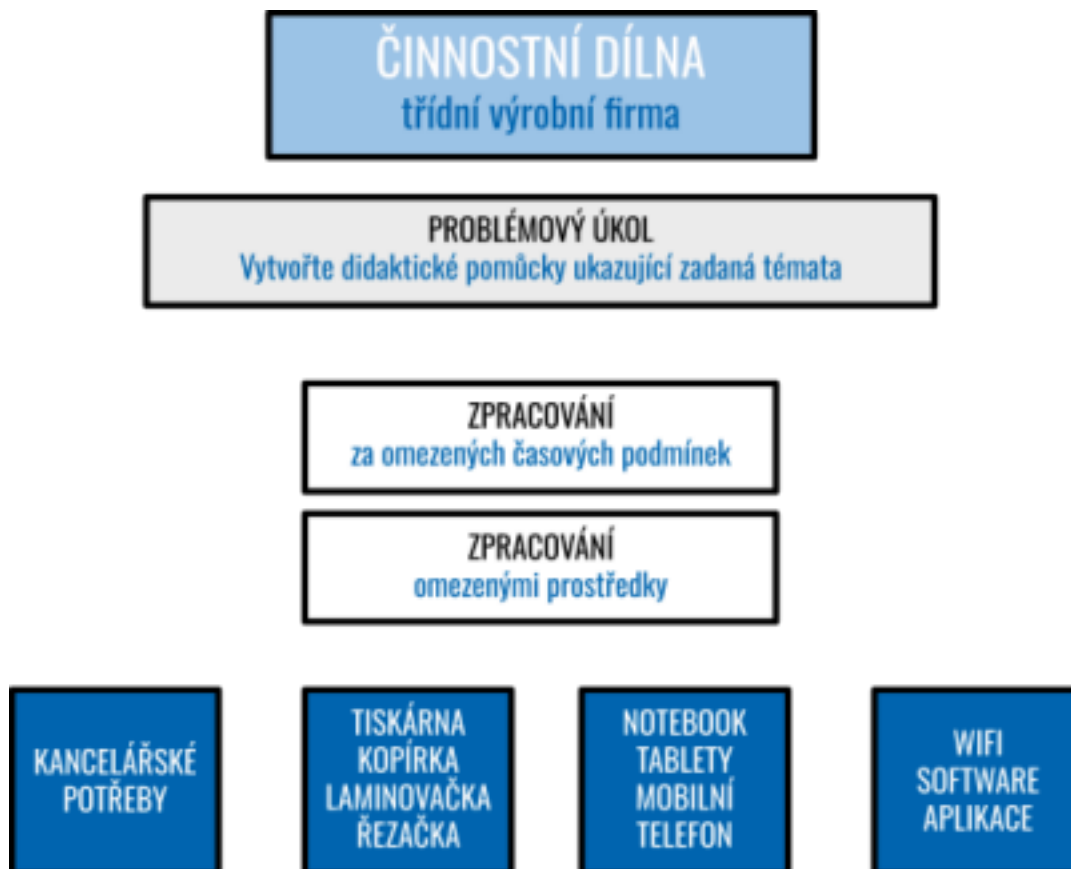 ČINNOSTNÍ DÍLNA
třídní výrobní firma
PROBLÉMOVÝ ÚKOL
Vytvořte didaktické pomůcky ukazující zadaná témata
ZPRACOVÁNÍ
za omezených časových podmínek
ZPRACOVÁNÍ
omezenými prostředky
KANCELÁŘSKÉ
POTŘEBY
TISKÁRNA
KOPÍRKA
LAMINOVAČKA
ŘEZAČKA
NOTEBOOK
TABLETY
MOBILNÍ
TELEFON
WIFI
SOFTWARE
APLIKACE